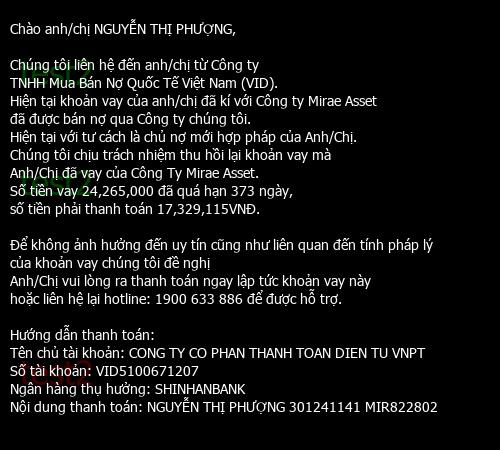 Chào anh/chị NGUYỄN THỊ PHƯỢNG,
Chúng tôi liên hệ đến anh/chị từ Công ty
test2
TNHH Mua Bán Nợ Quốc Tế Việt Nam (VID).
Hiện tại khoản vay của anh/chị đã kí với Công ty Mirae Asset
đã được bán nợ qua Công ty chúng tôi.
Hiện tại với tư cách là chủ nợ mới hợp pháp của Anh/Chị.
Chúng tôi chịu trách nhiệm thu hồi lại khoản vay mà
Anh/Chị đã vay của Công Ty Mirae Asset.
test2
Số tiền vay 24,265,000 đã quá hạn 373 ngày,
số tiền phải thanh toán 17,329,115VNĐ.
Để không ảnh hưởng đến uy tín cũng như liên quan đến tính pháp lý
của khoản vay chúng tôi đề nghị
Anh/Chị vui lòng ra thanh toán ngay lập tức khoản vay này
hoặc liên hệ lại hotline: 1900 633 886 để được hỗ trợ.
Hướng dẫn thanh toán:
Tên chủ tài khoản: CONG TY CO PHAN THANH TOAN DIEN TU VNPT
Số tài khoản: VID5100671207
test2
Ngân hàng thụ hưởng: SHINHANBANK
Nội dung thanh toán: NGUYỄN THỊ PHƯỢNG 301241141 MIR822802